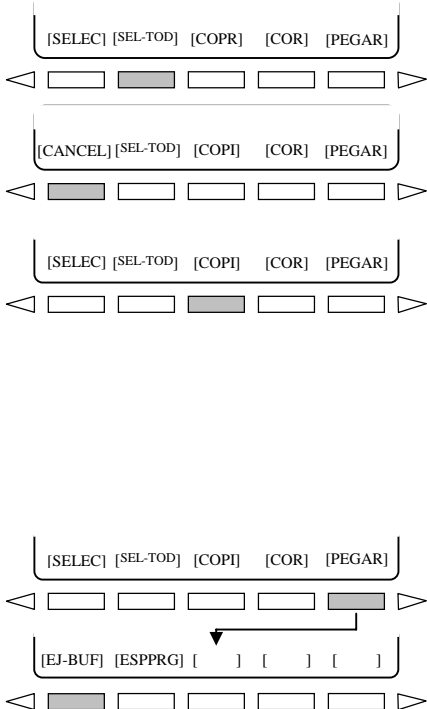 [SELEC] [SEL-TOD] [COPR] [COR] [PEGAR]
[CANCEL] [SEL-TOD] [COPI] [COR] [PEGAR]
[SELEC] [SEL-TOD] [COPI] [COR] [PEGAR]
[SELEC] [SEL-TOD] [COPI] [COR] [PEGAR]
[EJ-BUF] [ESPPRG] [ ] [ ] [ ]